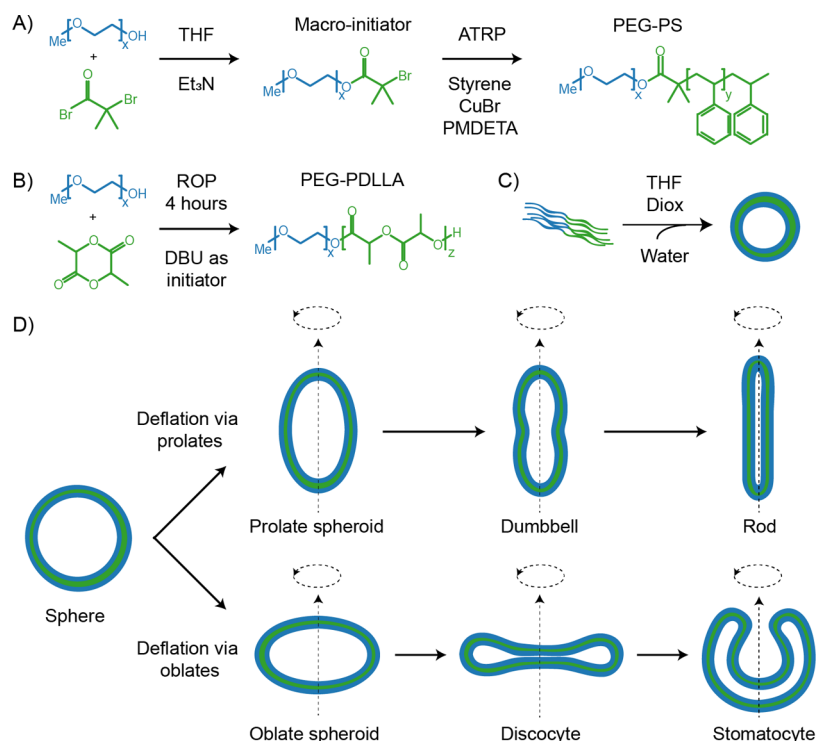 A)
Me
O
x
OH
+
O
Br
Br
THF
Et₃N
Macro-initiator
Me
O
x
O
O
Br
ATRP
Styrene
CuBr
PMDETA
PEG-PS
Me
O
x
O
O
y
B)
Me
O
x
OH
+
O
O
O
O
ROP
4 hours
DBU as
initiator
PEG-PDLLA
Me
O
x
O
O
O
O
O
H
z
C)
THF
Diox
Water
D)
Sphere
Deflation via
prolates
Prolate spheroid
Dumbbell
Rod
Deflation via
oblates
Oblate spheroid
Discocyte
Stomatocyte